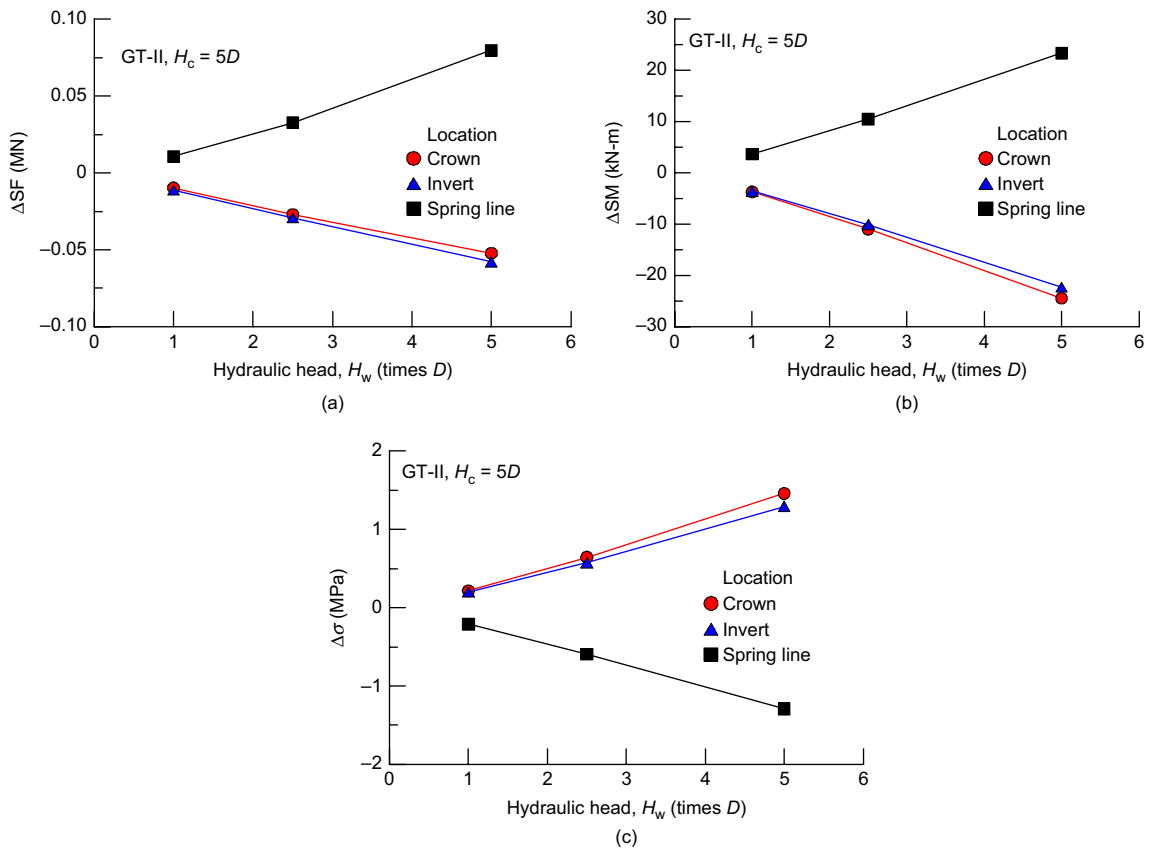 0.10
0.05
0
–0.05
–0.10
ΔSF (MN)
GT-II, Hc = 5D
Location
Crown
Invert
Spring line
0 1 2 3 4 5 6
Hydraulic head, Hw (times D)
(a)
30
20
10
0
–10
–20
–30
ΔSM (kN-m)
GT-II, Hc = 5D
Location
Crown
Invert
Spring line
0 1 2 3 4 5 6
Hydraulic head, Hw (times D)
(b)
2
1
0
–1
–2
Δσ (MPa)
GT-II, Hc = 5D
Location
Crown
Invert
Spring line
0 1 2 3 4 5 6
Hydraulic head, Hw (times D)
(c)